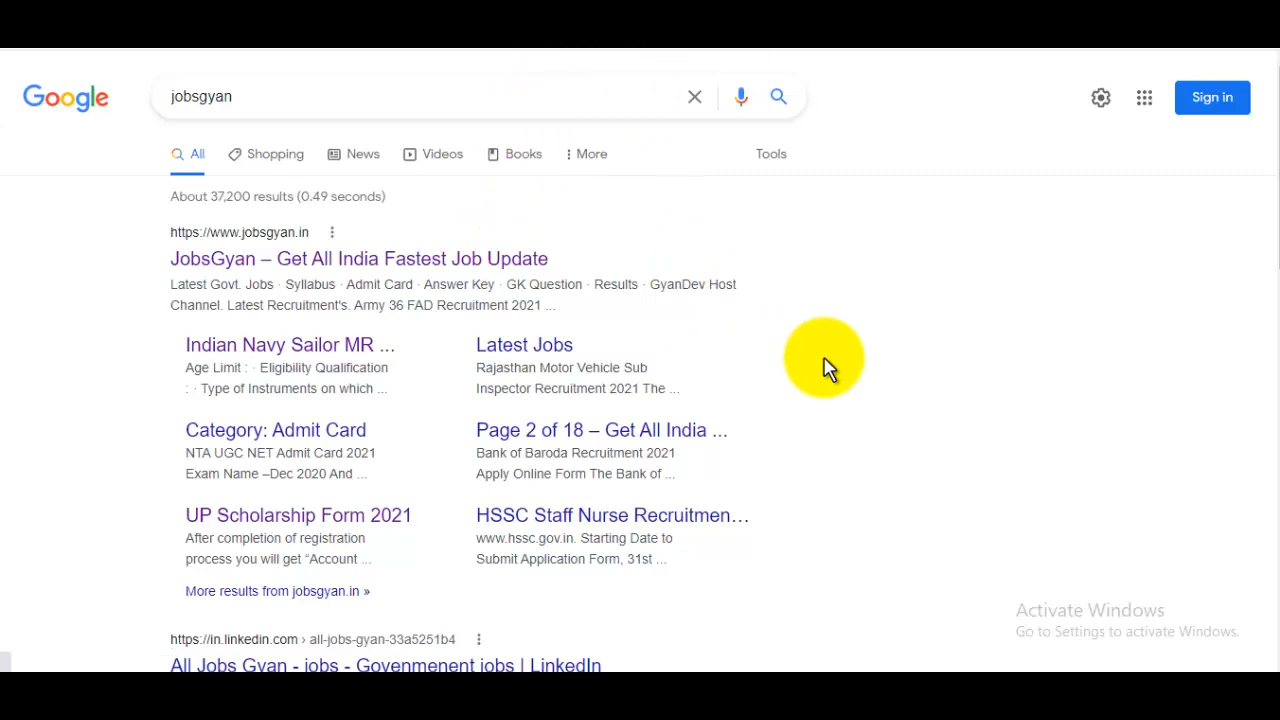 Google
jobsgyan
Sign in
All
Shopping
News
Videos
Books
More
Tools
About 37,200 results (0.49 seconds)
https://www.jobsgyan.in
JobsGyan – Get All India Fastest Job Update
Latest Govt. Jobs · Syllabus · Admit Card · Answer Key · GK Question · Results · GyanDev Host
Channel. Latest Recruitment's. Army 36 FAD Recruitment 2021 ...
Indian Navy Sailor MR ...
Age Limit : · Eligibility Qualification
: · Type of Instruments on which ...
Latest Jobs
Rajasthan Motor Vehicle Sub
Inspector Recruitment 2021 The ...
Category: Admit Card
NTA UGC NET Admit Card 2021
Exam Name –Dec 2020 And ...
Page 2 of 18 – Get All India ...
Bank of Baroda Recruitment 2021
Apply Online Form The Bank of ...
UP Scholarship Form 2021
After completion of registration
process you will get “Account ...
HSSC Staff Nurse Recruitmen...
www.hssc.gov.in. Starting Date to
Submit Application Form, 31st ...
More results from jobsgyan.in »
https://in.linkedin.com › all-jobs-gyan-33a5251b4
All Jobs Gyan - jobs - Govenmenent jobs | LinkedIn
Activate Windows
Go to Settings to activate Windows.